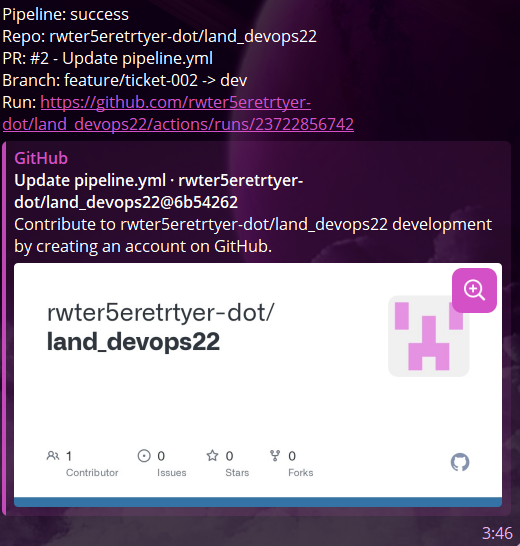 Pipeline: success
Repo: rwter5eretrtyer-dot/land_devops22
PR: #2 - Update pipeline.yml
Branch: feature/ticket-002 -> dev
Run: https://github.com/rwter5eretrtyer-
dot/land_devops22/actions/runs/23722856742
GitHub
Update pipeline.yml · rwter5eretrtyer-
dot/land_devops22@6b54262
Contribute to rwter5eretrtyer-dot/land_devops22 development
by creating an account on GitHub.
rwter5eretrtyer-dot/
land_devops22
1 0 0 0
Contributor Issues Stars Forks
3:46